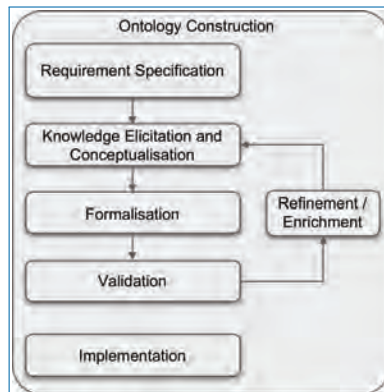 Ontology Construction
Requirement Specification
Knowledge Elicitation and
Conceptualisation
Formalisation
Refinement /
Enrichment
Validation
Implementation